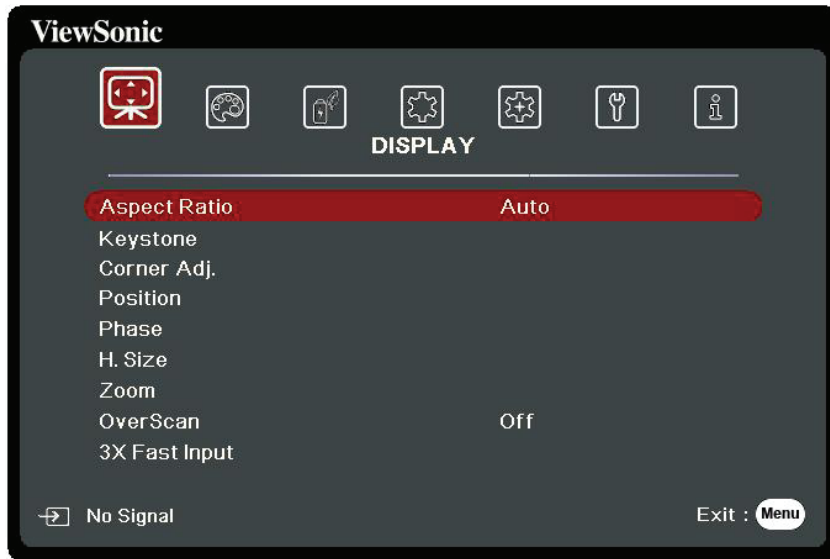 ViewSonic
DISPLAY
Aspect Ratio Auto
Keystone
Corner Adj.
Position
Phase
H. Size
Zoom
OverScan Off
3X Fast Input
No Signal Exit : Menu